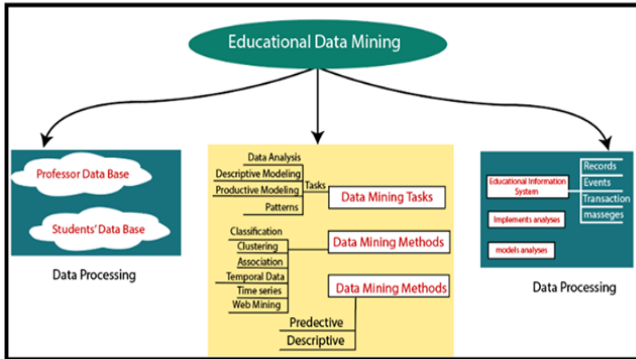 Educational Data Mining
Professor Data Base
Students' Data Base
Data Processing
Data Analysis
Descriptive Modeling
Productive Modeling
Patterns
Tasks
Data Mining Tasks
Classification
Clustering
Association
Temporal Data
Time series
Web Mining
Data Mining Methods
Data Mining Methods
Predective
Descriptive
Educational Information
System
Implements analyses
models analyses
Records
Events
Transaction
masseges
Data Processing